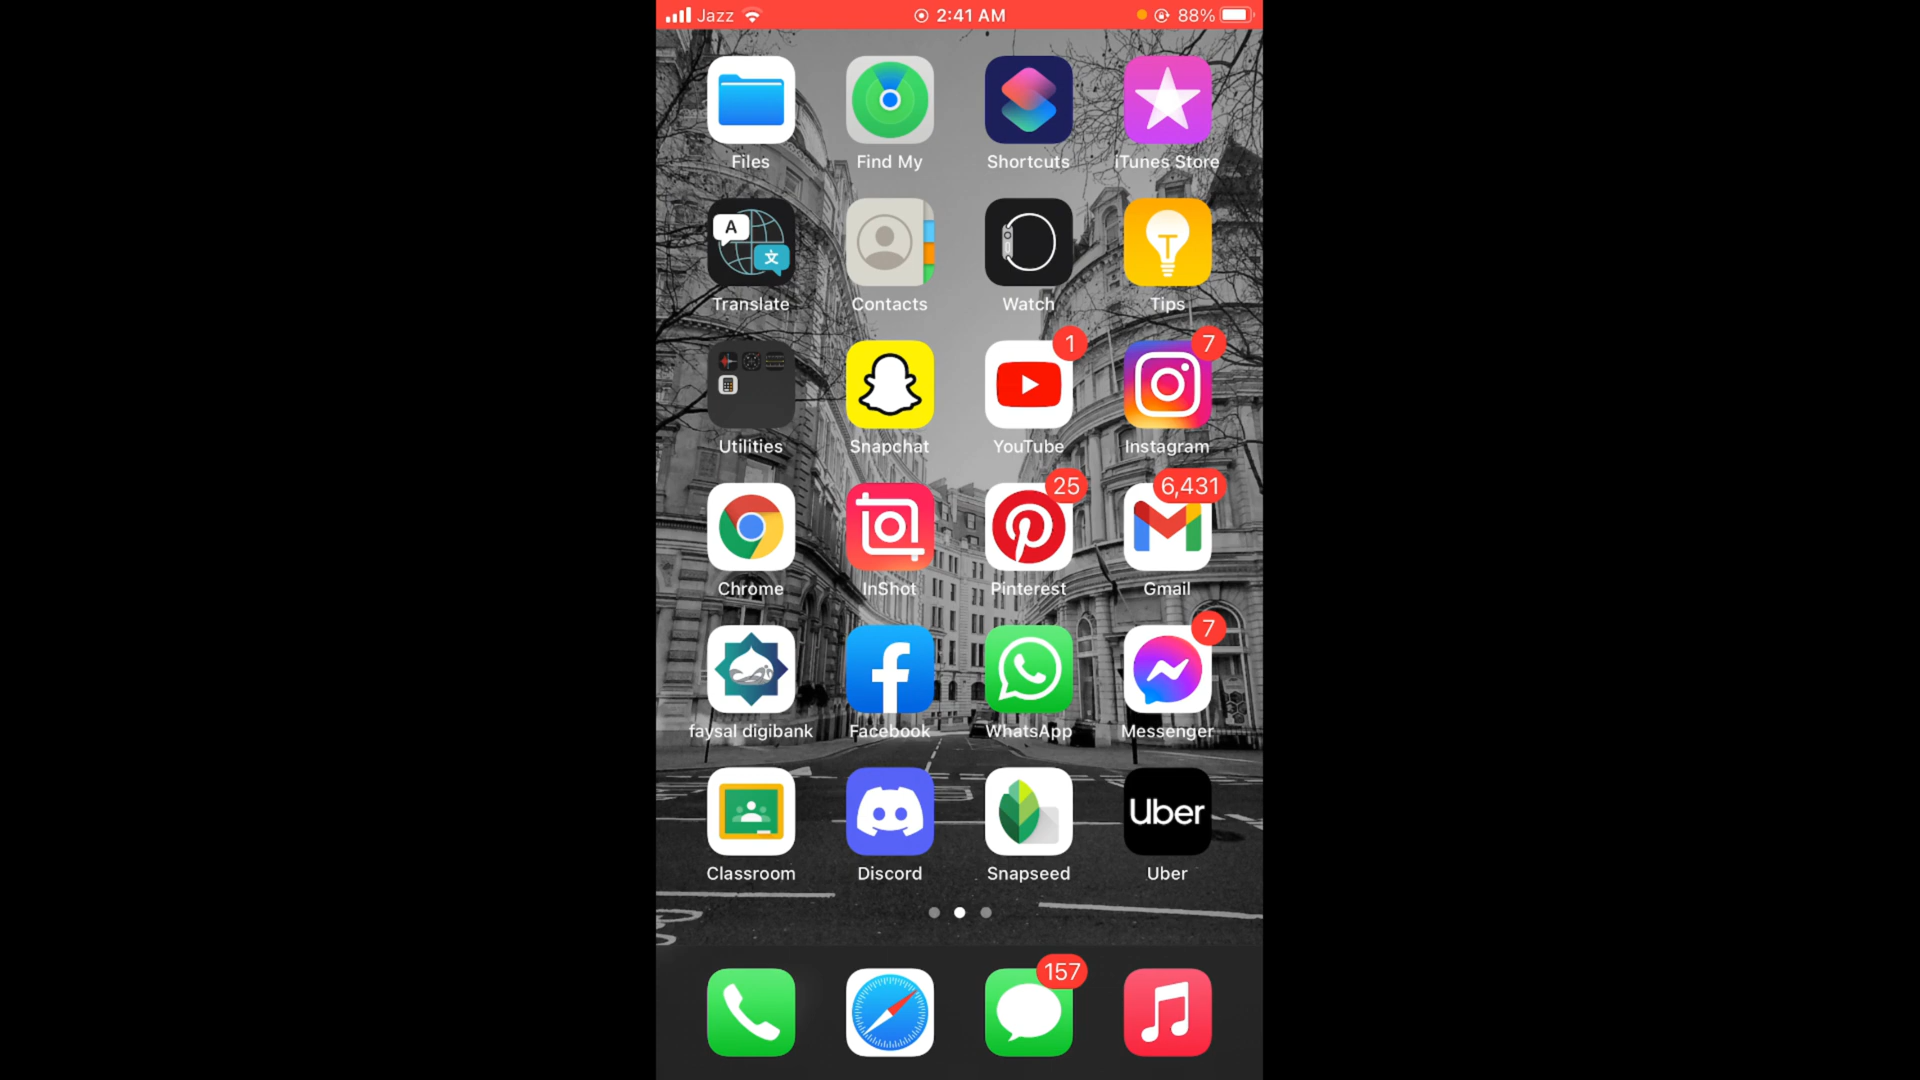 Jazz 2:41 AM 88%
Files Find My Shortcuts iTunes Store
A 文
Translate Contacts Watch Tips
1 7
Utilities Snapchat YouTube Instagram
25 6,431
Chrome InShot Pinterest Gmail
7
faysal digibank Facebook WhatsApp Messenger
Uber
Classroom Discord Snapseed Uber
157